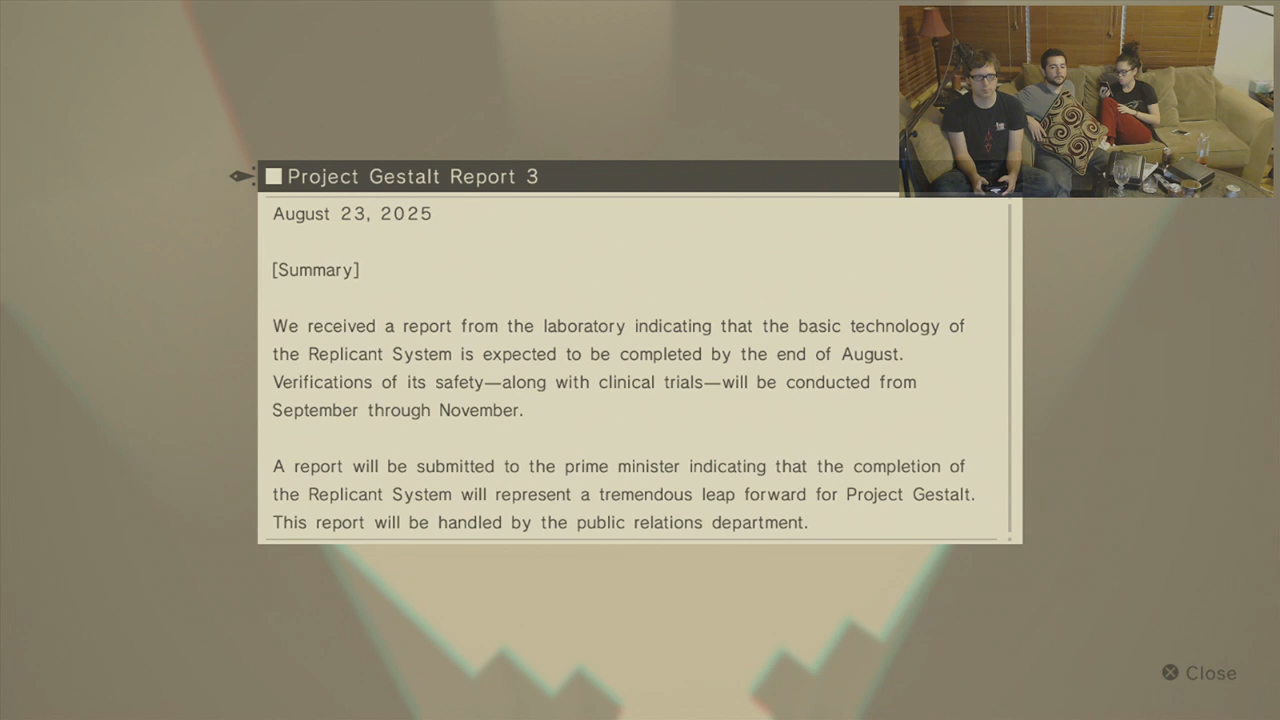 Project Gestalt Report 3
August 23, 2025
[Summary]
We received a report from the laboratory indicating that the basic technology of
the Replicant System is expected to be completed by the end of August.
Verifications of its safety—along with clinical trials—will be conducted from
September through November.
A report will be submitted to the prime minister indicating that the completion of
the Replicant System will represent a tremendous leap forward for Project Gestalt.
This report will be handled by the public relations department.
Close